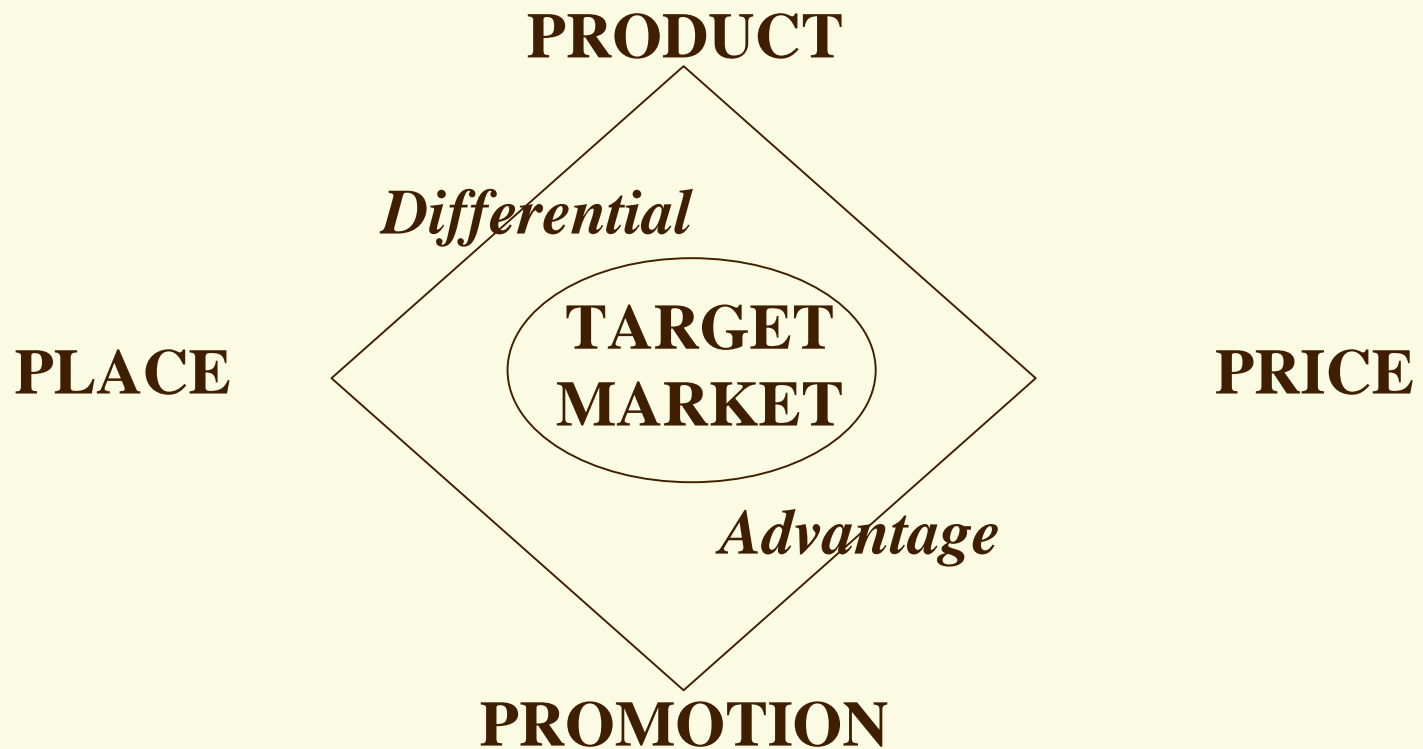 PRODUCT
Differential
TARGET
MARKET
PLACE
PRICE
Advantage
PROMOTION